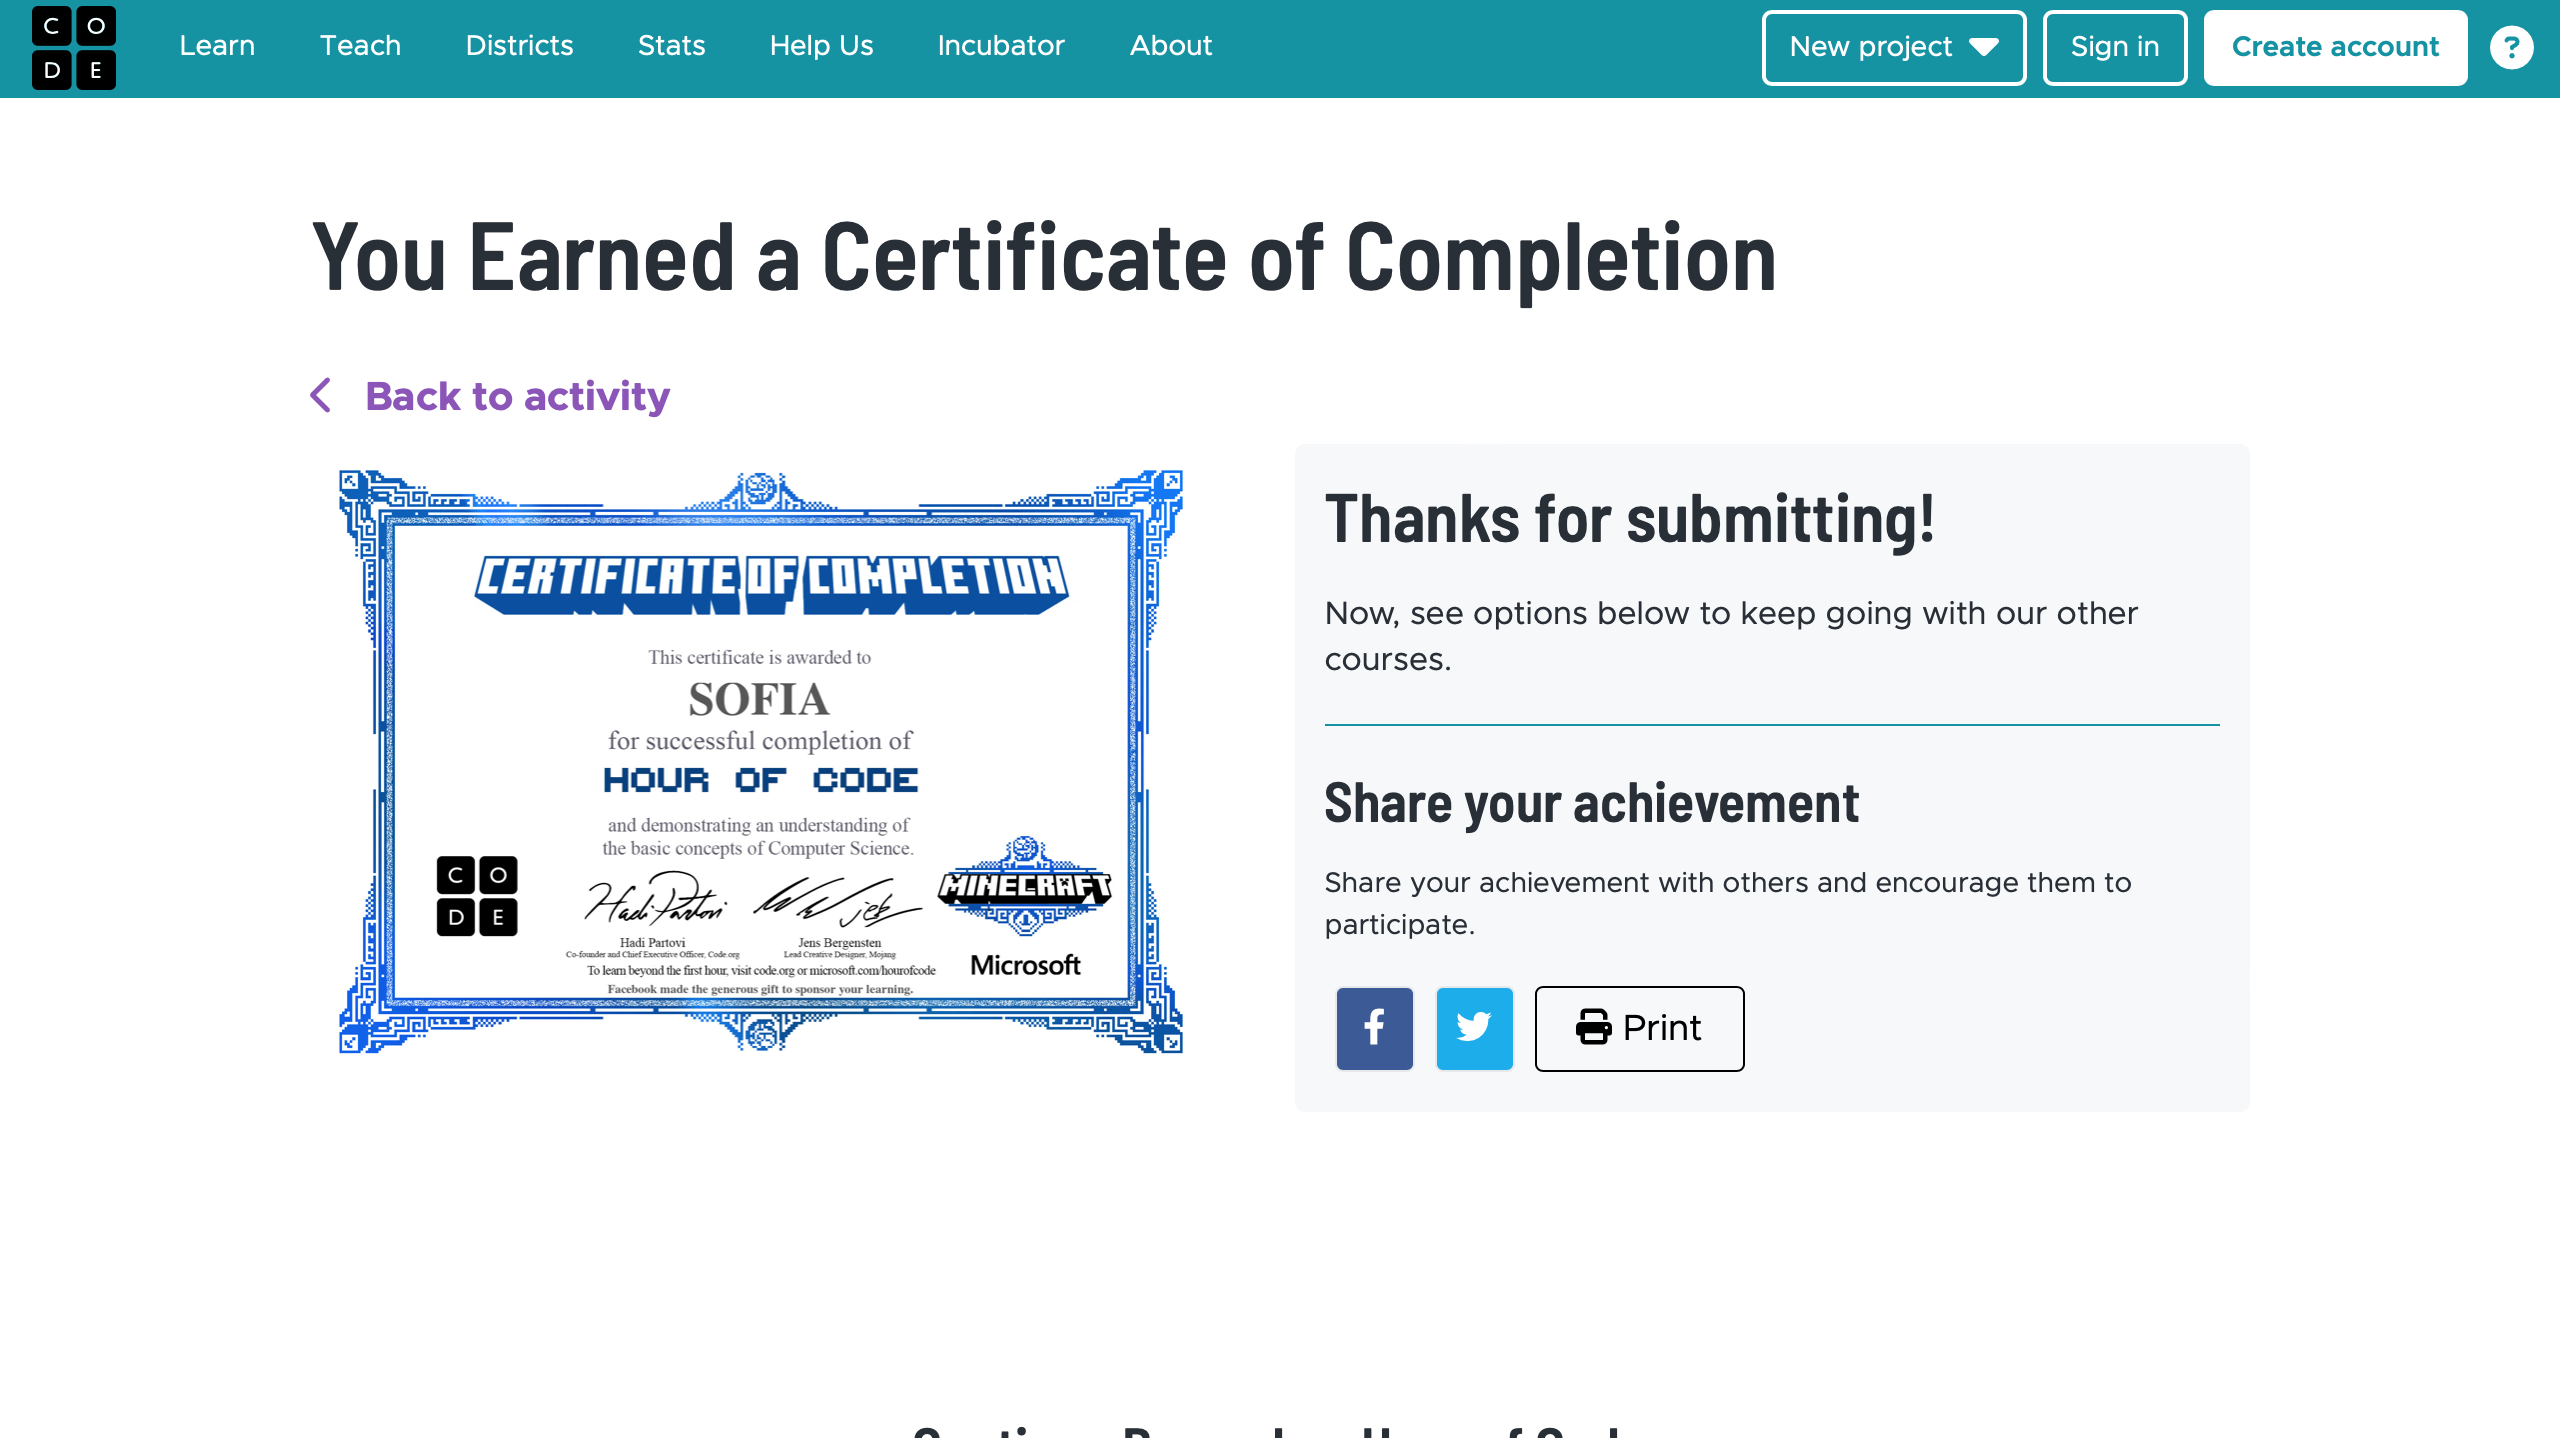 C O
D E
Learn Teach Districts Stats Help Us Incubator About New project Sign in Create account ?
You Earned a Certificate of Completion
Back to activity
CERTIFICATE OF COMPLETION
This certificate is awarded to
SOFIA
for successful completion of
HOUR OF CODE
and demonstrating an understanding of
the basic concepts of Computer Science.
C O
D E
Hadi Partovi jeb
Hadi Partovi
Co-founder and Chief Executive Officer, Code.org
Jens Bergensten
Lead Creative Designer, Mojang
MINECRAFT
Microsoft
To learn beyond the first hour, visit code.org or microsoft.com/hourofcode
Facebook made the generous gift to sponsor your learning.
Thanks for submitting!
Now, see options below to keep going with our other
courses.
Share your achievement
Share your achievement with others and encourage them to
participate.
f Print